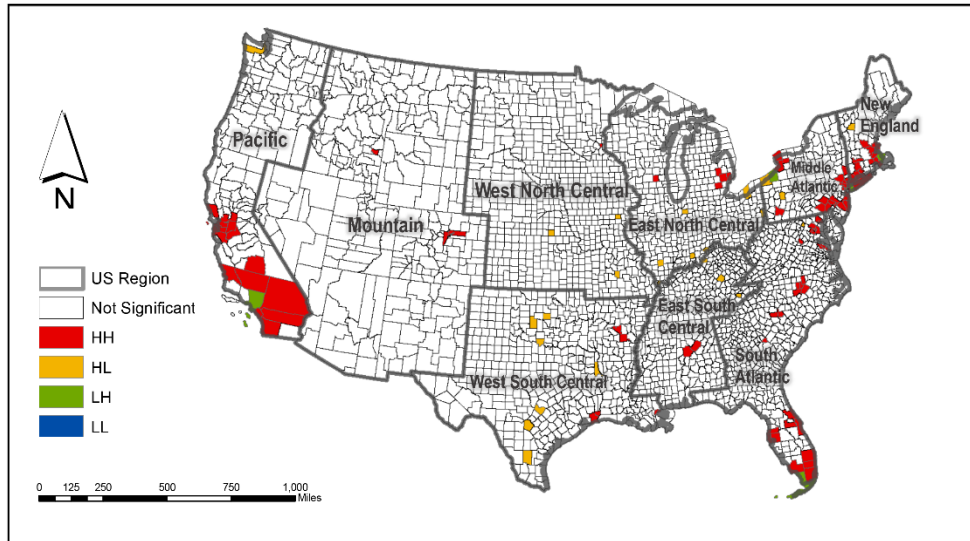 New
England
Pacific
Middle
Atlantic
N
West North Central
Mountain
East North Central
US Region
Not Significant
East South
Central
HH
HL
South
Atlantic
West South Central
LH
LL
0 125 250 500 750 1,000
Miles